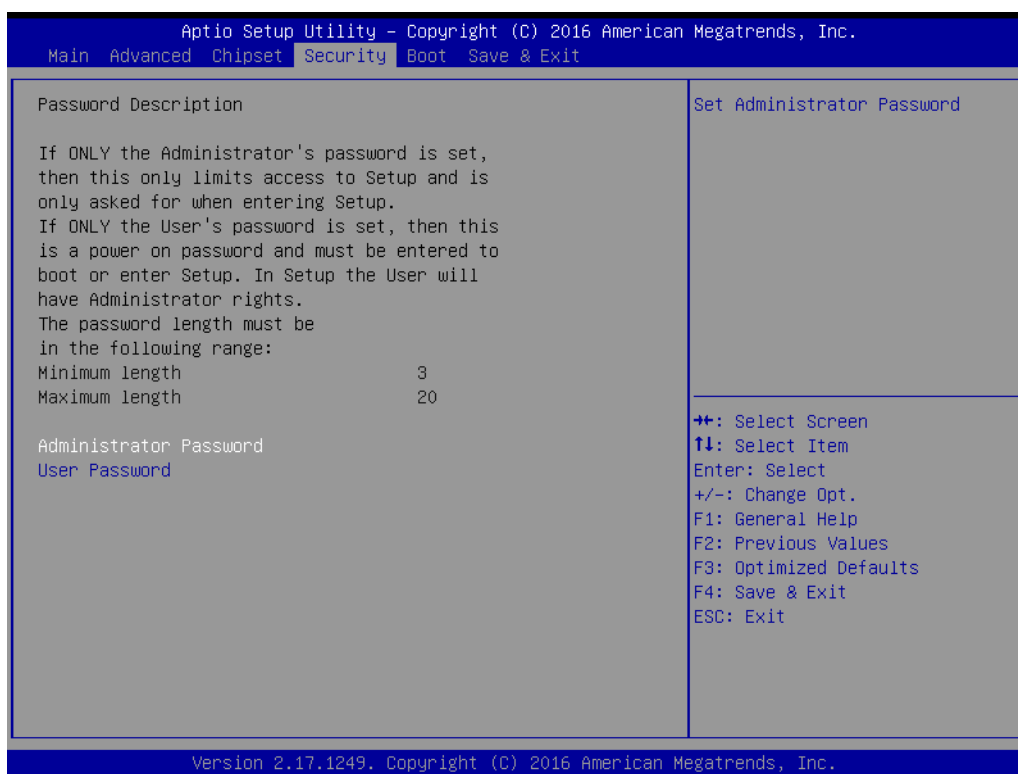 Aptio Setup Utility – Copyright (C) 2016 American Megatrends, Inc.
Main Advanced Chipset Security Boot Save & Exit
Password Description
If ONLY the Administrator's password is set,
then this only limits access to Setup and is
only asked for when entering Setup.
If ONLY the User's password is set, then this
is a power on password and must be entered to
boot or enter Setup. In Setup the User will
have Administrator rights.
The password length must be
in the following range:
Minimum length 3
Maximum length 20
Administrator Password
User Password
Set Administrator Password
→←: Select Screen
↑↓: Select Item
Enter: Select
+/-: Change Opt.
F1: General Help
F2: Previous Values
F3: Optimized Defaults
F4: Save & Exit
ESC: Exit
Version 2.17.1249. Copyright (C) 2016 American Megatrends, Inc.